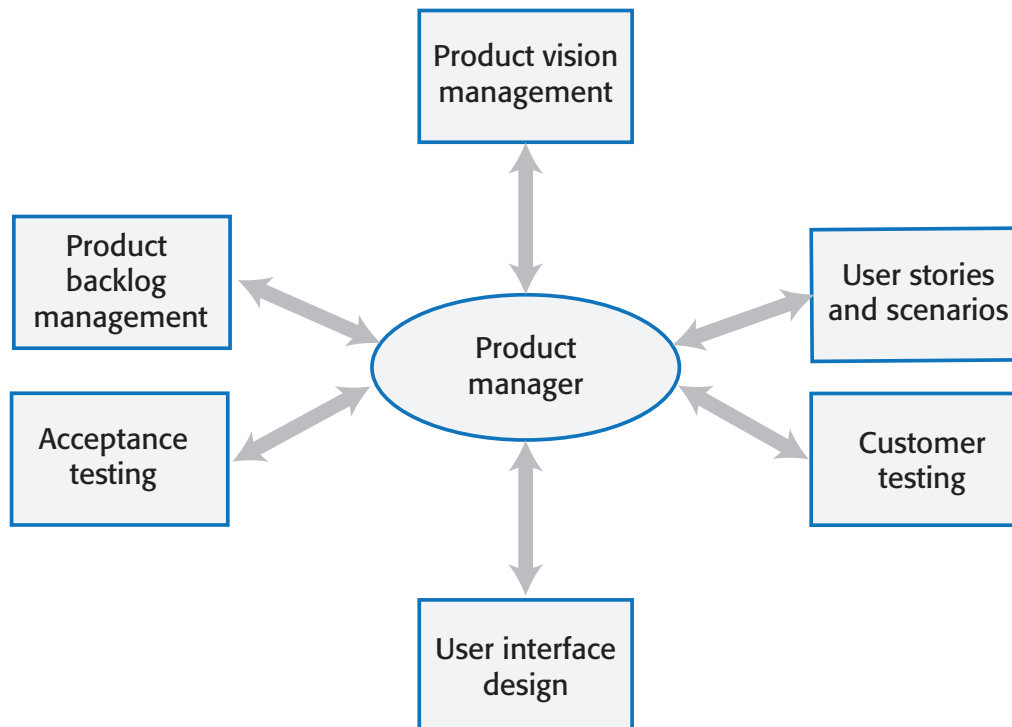 Product vision
management
Product
backlog
management
User stories
and scenarios
Product
manager
Acceptance
testing
Customer
testing
User interface
design